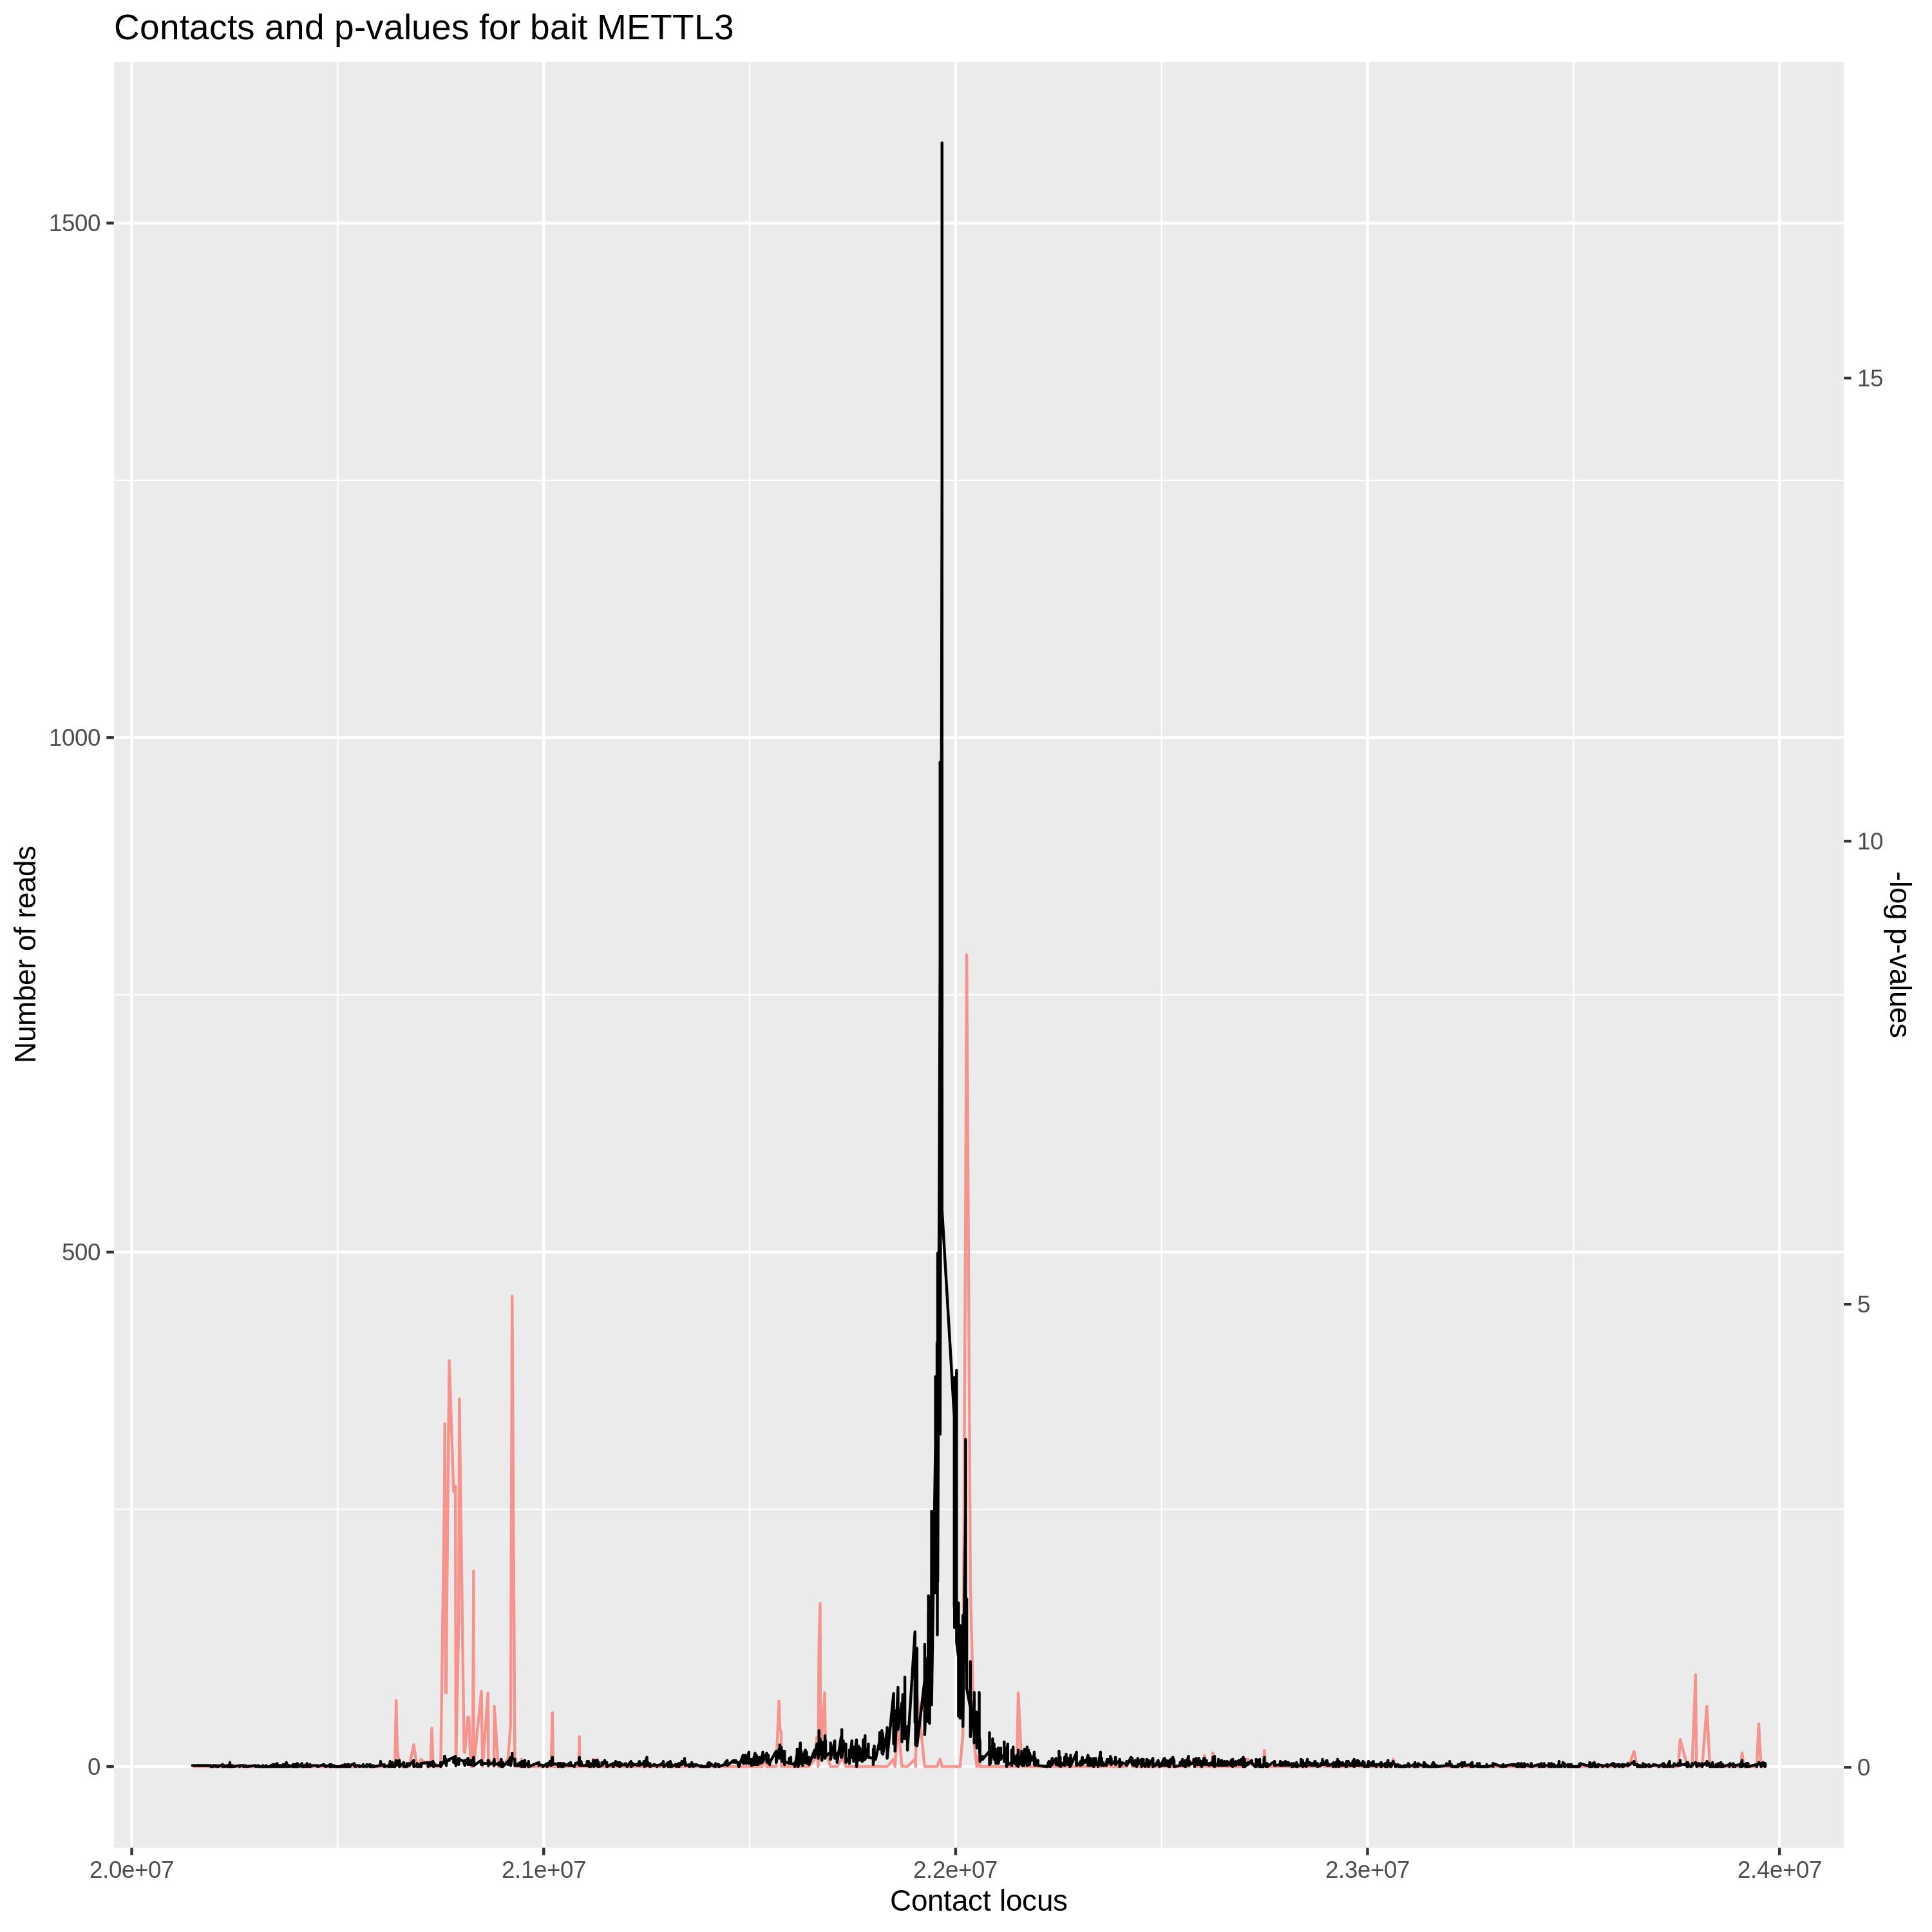 Contacts and p-values for bait METTL3
1500
1000
500
0
Number of reads
15
10
5
0
-log p-values
2.0e+07
2.1e+07
2.2e+07
2.3e+07
2.4e+07
Contact locus